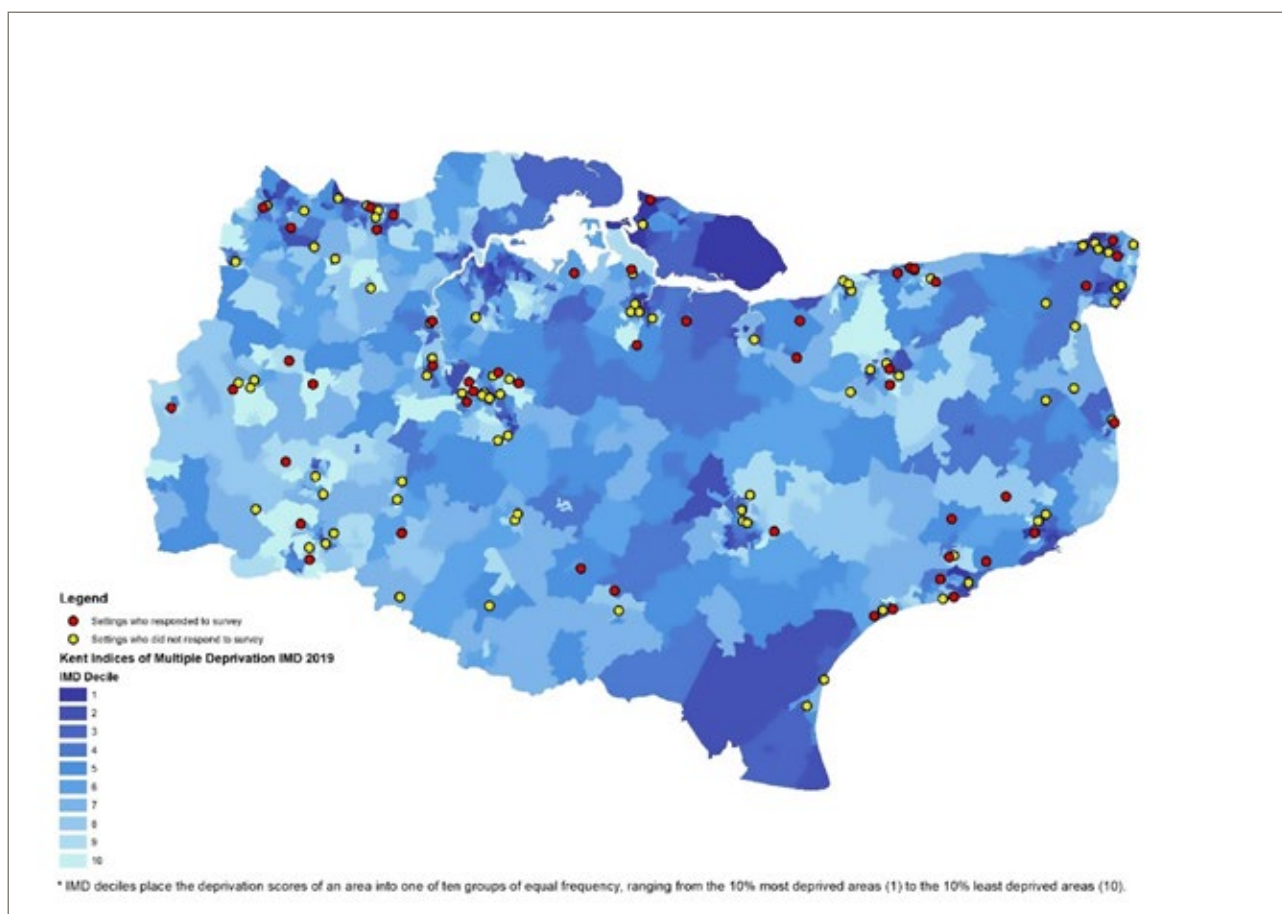 Legend
Settings who responded to survey
Settings who did not respond to survey
Kent Indices of Multiple Deprivation IMD 2019
IMD Decile
1
2
3
4
5
6
7
8
9
10
* IMD deciles place the deprivation scores of an area into one of ten groups of equal frequency, ranging from the 10% most deprived areas (1) to the 10% least deprived areas (10).